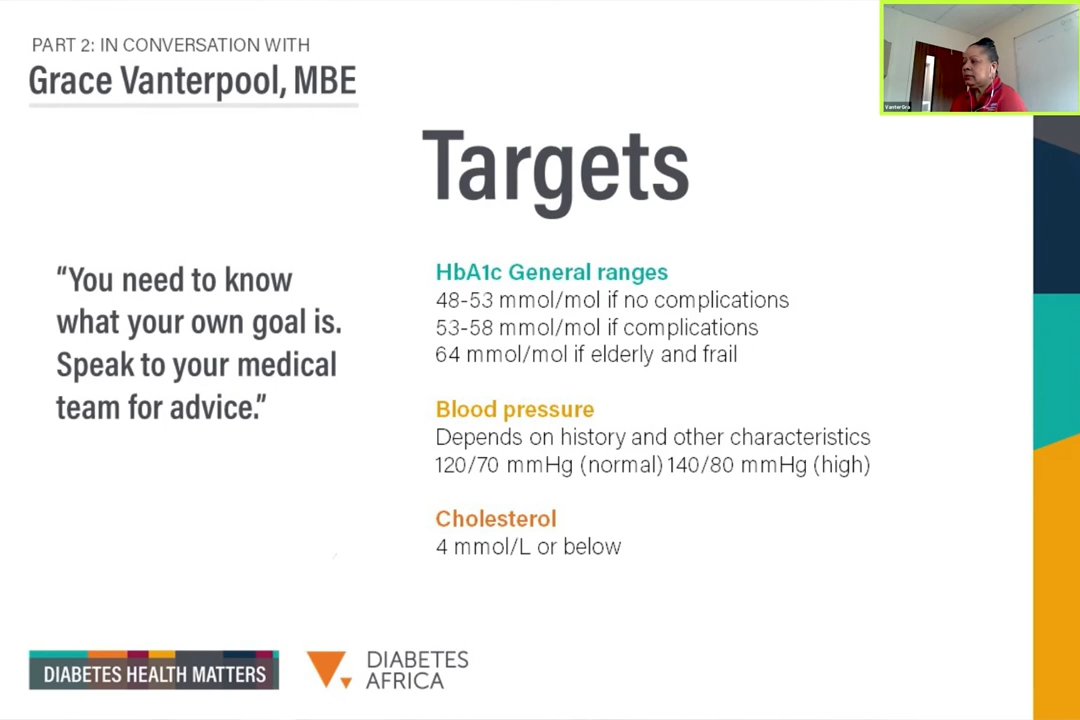 PART 2: IN CONVERSATION WITH
Grace Vanterpool, MBE
Targets
“You need to know
what your own goal is.
Speak to your medical
team for advice.”
HbA1c General ranges
48-53 mmol/mol if no complications
53-58 mmol/mol if complications
64 mmol/mol if elderly and frail
Blood pressure
Depends on history and other characteristics
120/70 mmHg (normal) 140/80 mmHg (high)
Cholesterol
4 mmol/L or below
DIABETES HEALTH MATTERS
DIABETES
AFRICA